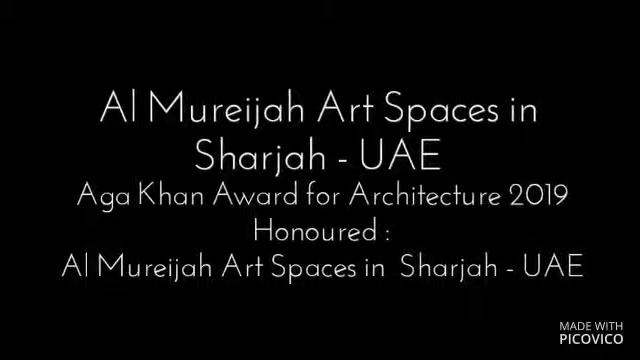 Al Mureijah Art Spaces in
Sharjah - UAE
Aga Khan Award for Architecture 2019
Honoured :
Al Mureijah Art Spaces in Sharjah - UAE
MADE WITH
PICOVICO